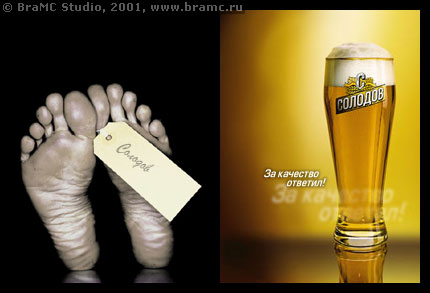 © BraMC Studio, 2001, www.bramc.ru
Солодов
С
СОЛОДОВ
За качество
ответил!
За качество
ответил!